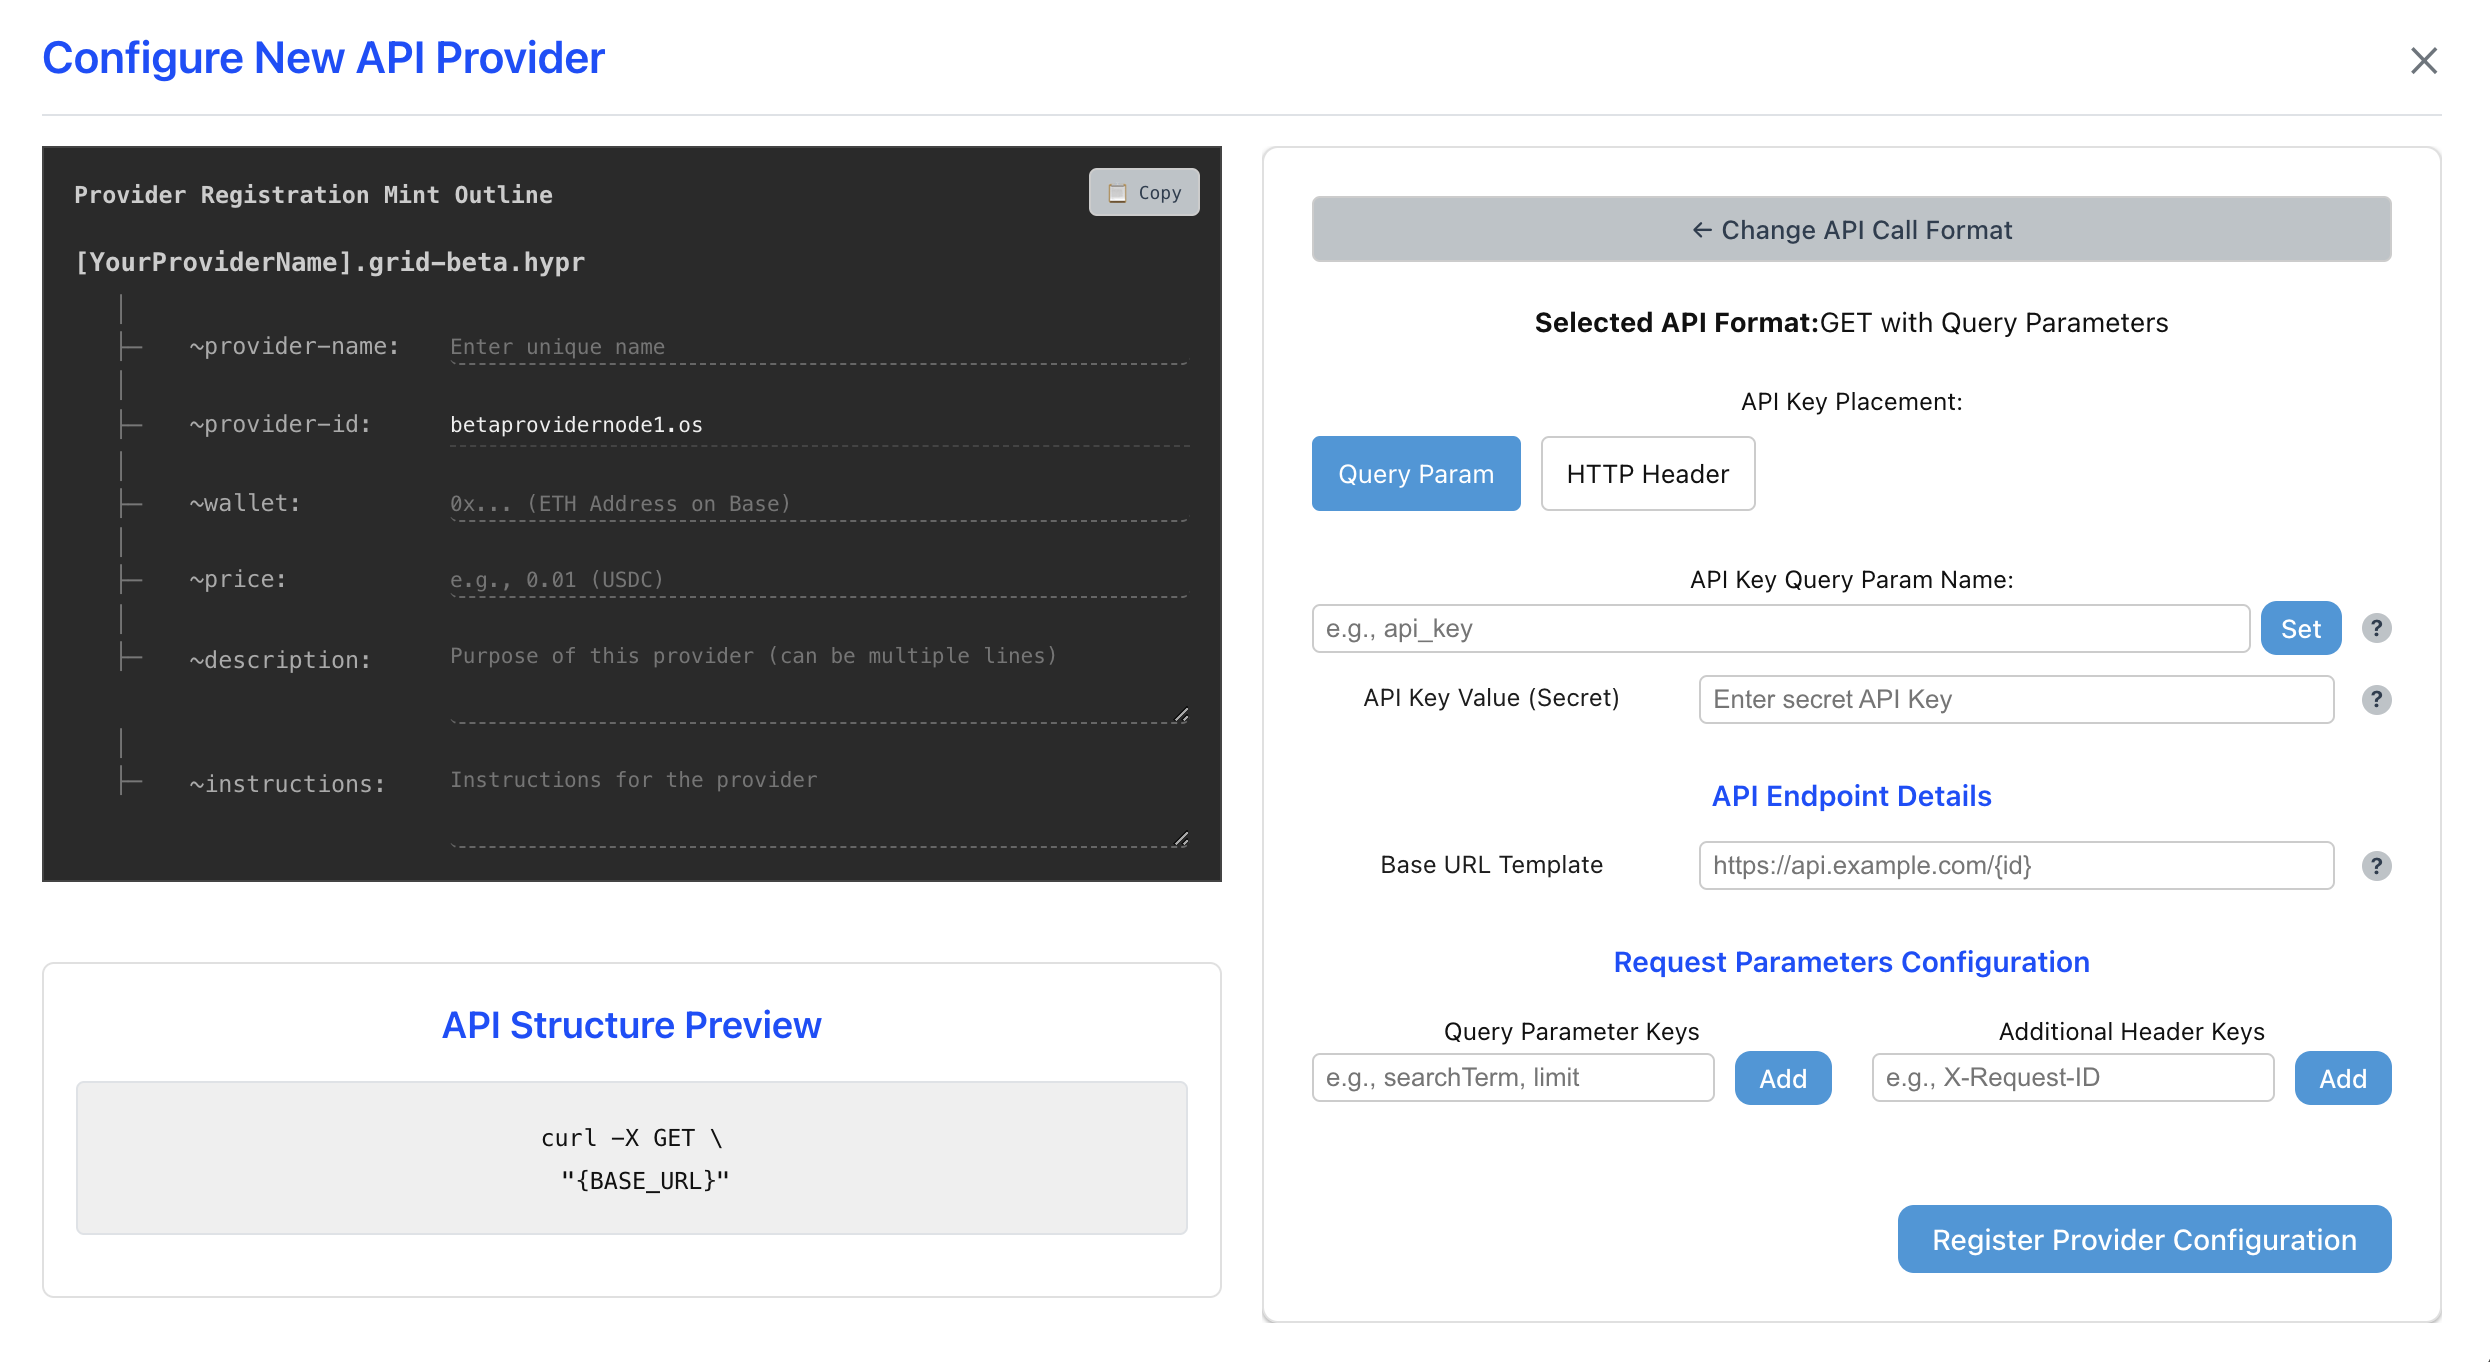 Configure New API Provider
Provider Registration Mint Outline
Copy
[YourProviderName].grid-beta.hypr
~provider-name: Enter unique name
~provider-id: betaprovidernode1.os
~wallet: 0x... (ETH Address on Base)
~price: e.g., 0.01 (USDC)
~description: Purpose of this provider (can be multiple lines)
~instructions: Instructions for the provider
API Structure Preview
curl -X GET \
"{BASE_URL}"
← Change API Call Format
Selected API Format:GET with Query Parameters
API Key Placement:
Query Param HTTP Header
API Key Query Param Name:
e.g., api_key Set ?
API Key Value (Secret) Enter secret API Key ?
API Endpoint Details
Base URL Template https://api.example.com/{id} ?
Request Parameters Configuration
Query Parameter Keys Additional Header Keys
e.g., searchTerm, limit Add e.g., X-Request-ID Add
Register Provider Configuration